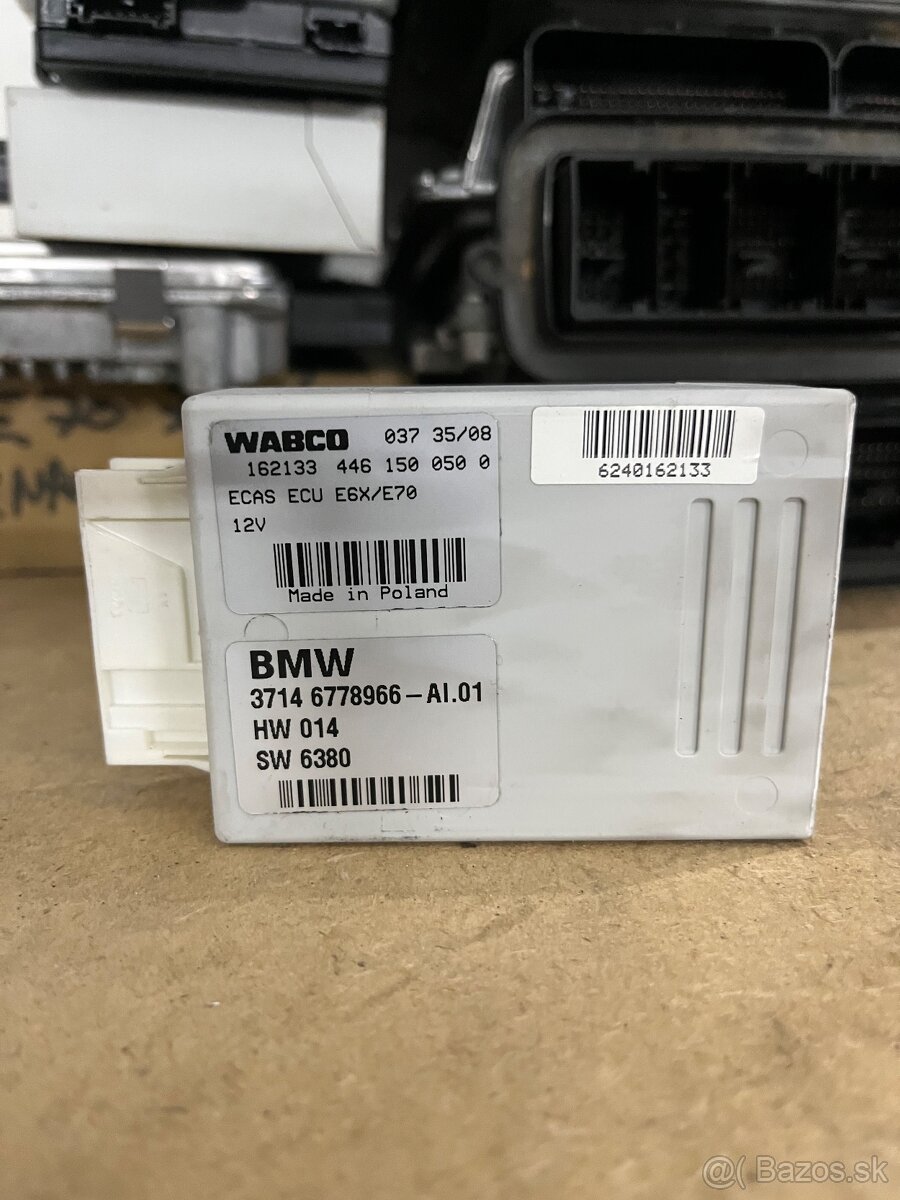 WABCO 037 35/08
162133 446 150 050 0
ECAS ECU E6X/E70
12V
Made in Poland
6240162133
BMW
3714 6778966-AI.01
HW 014
SW 6380
@( Bazos.sk